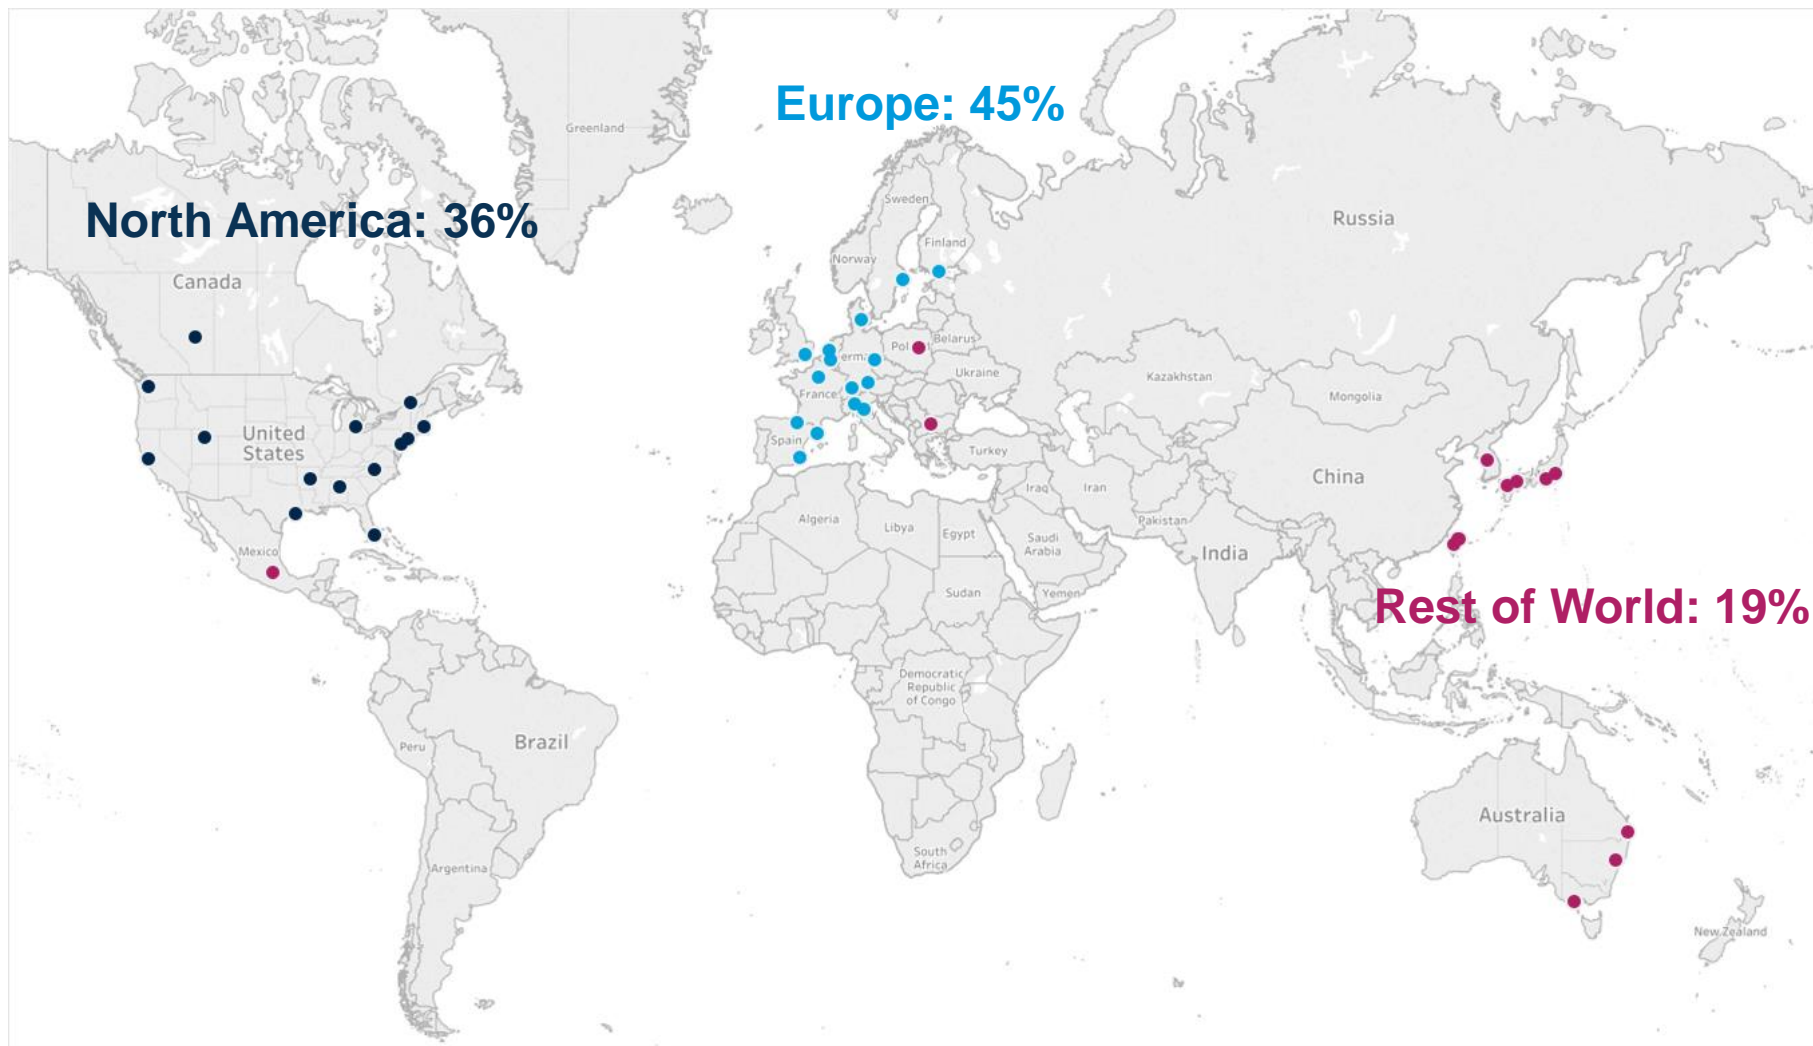 Europe: 45%
Greenland
North America: 36%
Sweden
Russia
Finland
Norway
Canada
Belarus
Ukraine
Kazakhstan
France
Mongolia
United
States
Spain
Turkey
China
Iraq
Iran
Algeria
Libya
Egypt
Pakistan
Saudi
Arabia
India
Mexico
Sudan
Yemen
Rest of World: 19%
Democratic
Republic
of Congo
Brazil
Peru
Australia
South
Africa
Argentina
New Zealand